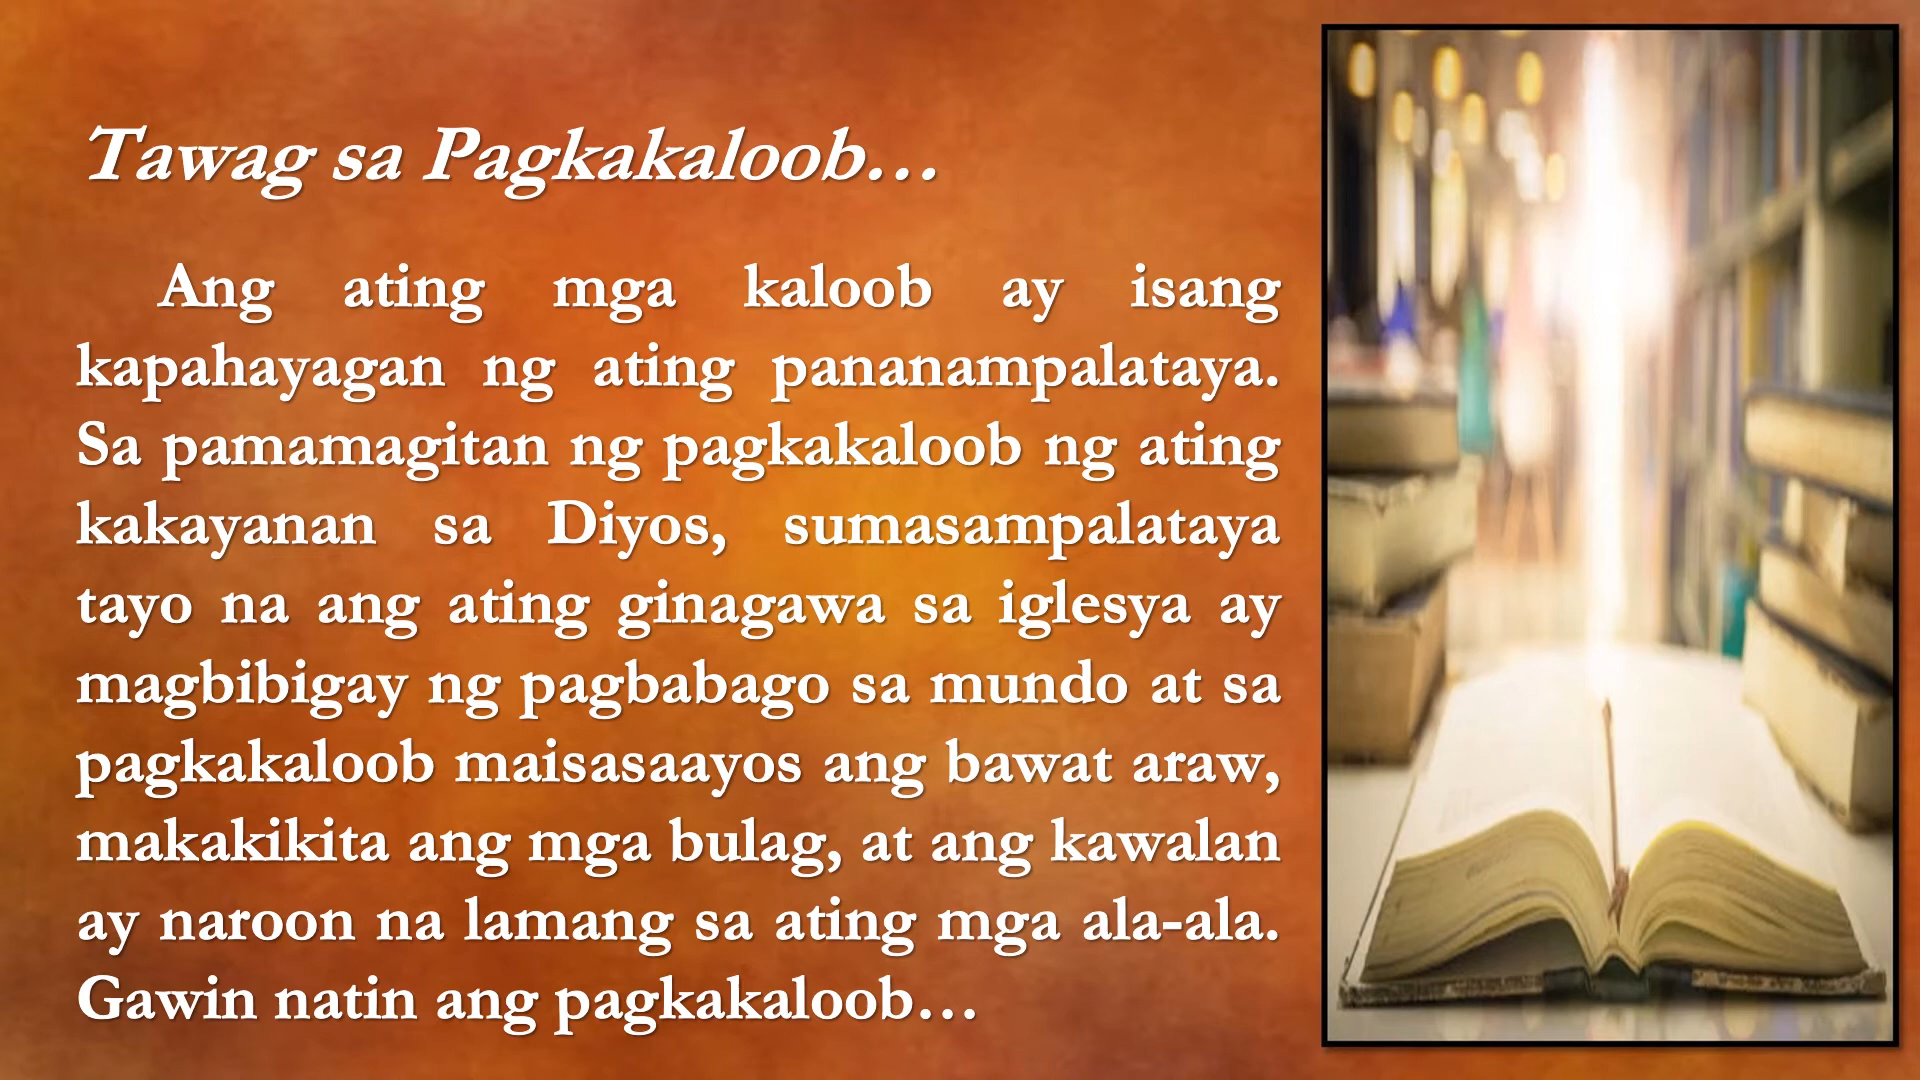 Tawag sa Pagkakaloob…
Ang ating mga kaloob ay isang
kapahayagan ng ating pananampalataya.
Sa pamamagitan ng pagkakaloob ng ating
kakayanan sa Diyos, sumasampalataya
tayo na ang ating ginagawa sa iglesya ay
magbibigay ng pagbabago sa mundo at sa
pagkakaloob maisasaayos ang bawat araw,
makakikita ang mga bulag, at ang kawalan
ay naroon na lamang sa ating mga ala-ala.
Gawin natin ang pagkakaloob…